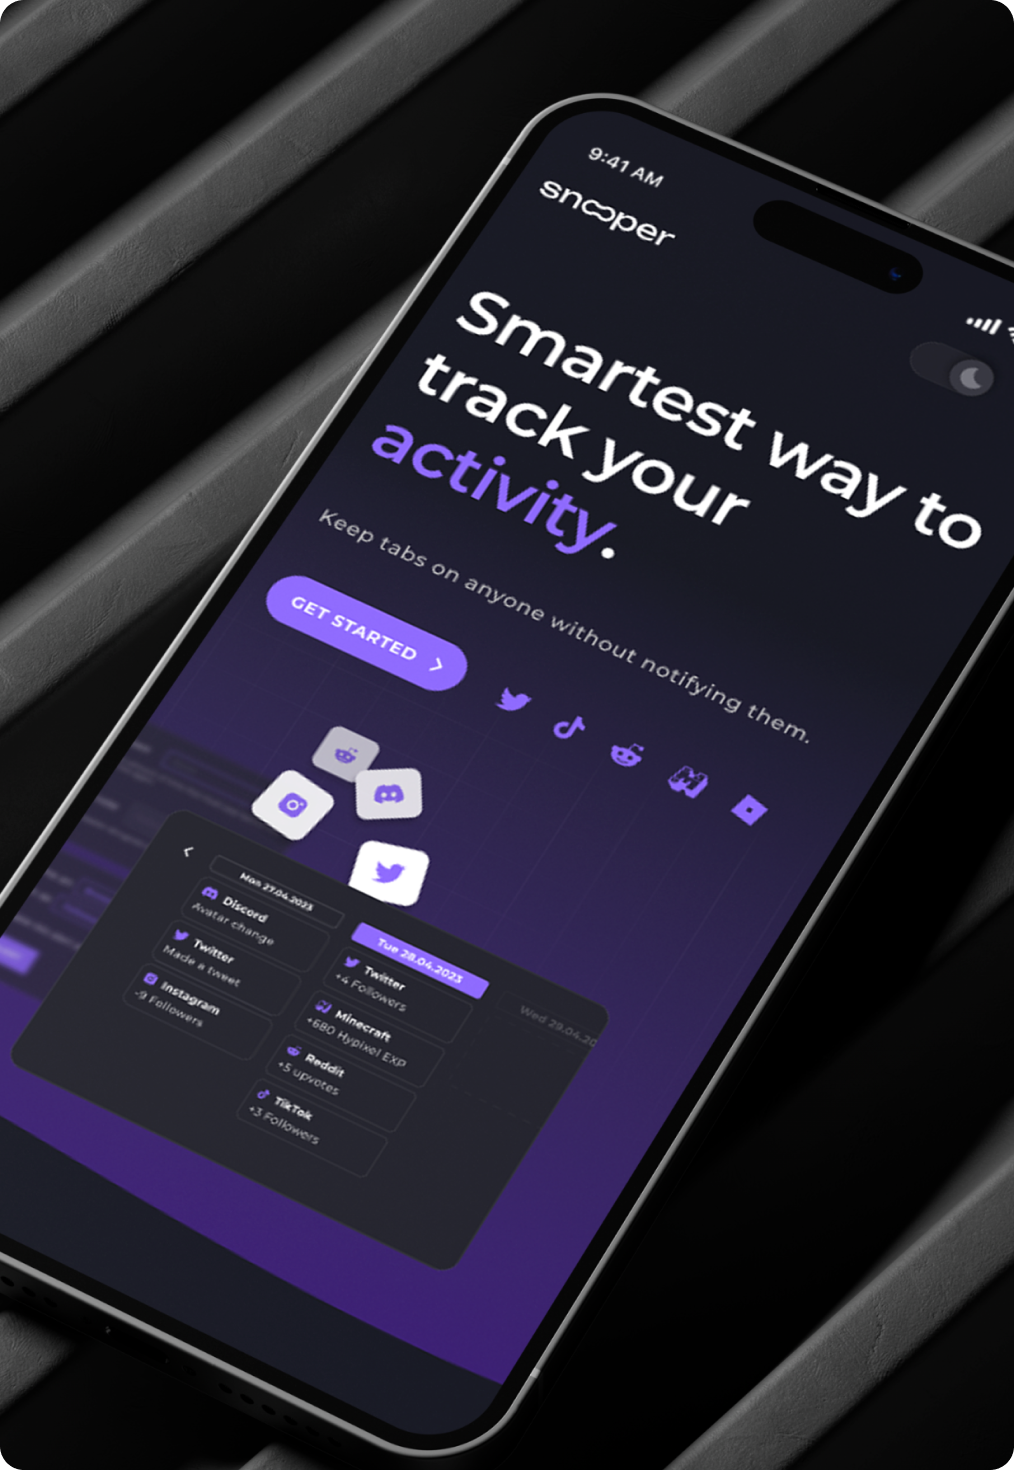 9:41 AM
snooper
Smartest way to
track your
activity.
Keep tabs on anyone without notifying them.
GET STARTED
Mon 27.04.2023
Discord
Avatar change
Twitter
Made a tweet
Instagram
-9 Followers
Tue 28.04.2023
Twitter
+4 Followers
Minecraft
+680 Hypixel EXP
Reddit
+5 upvotes
TikTok
+3 Followers
Wed 29.04.20